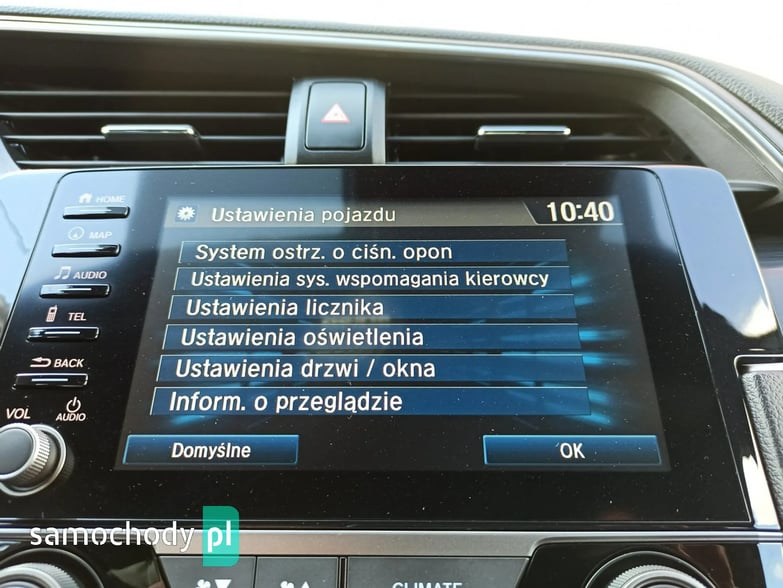 HOME
MAP
AUDIO
TEL
BACK
VOL
AUDIO
Ustawienia pojazdu
10:40
System ostrz. o ciśn. opon
Ustawienia sys. wspomagania kierowcy
Ustawienia licznika
Ustawienia oświetlenia
Ustawienia drzwi / okna
Inform. o przeglądzie
Domyślne
OK
samochody pl
CLIMATE